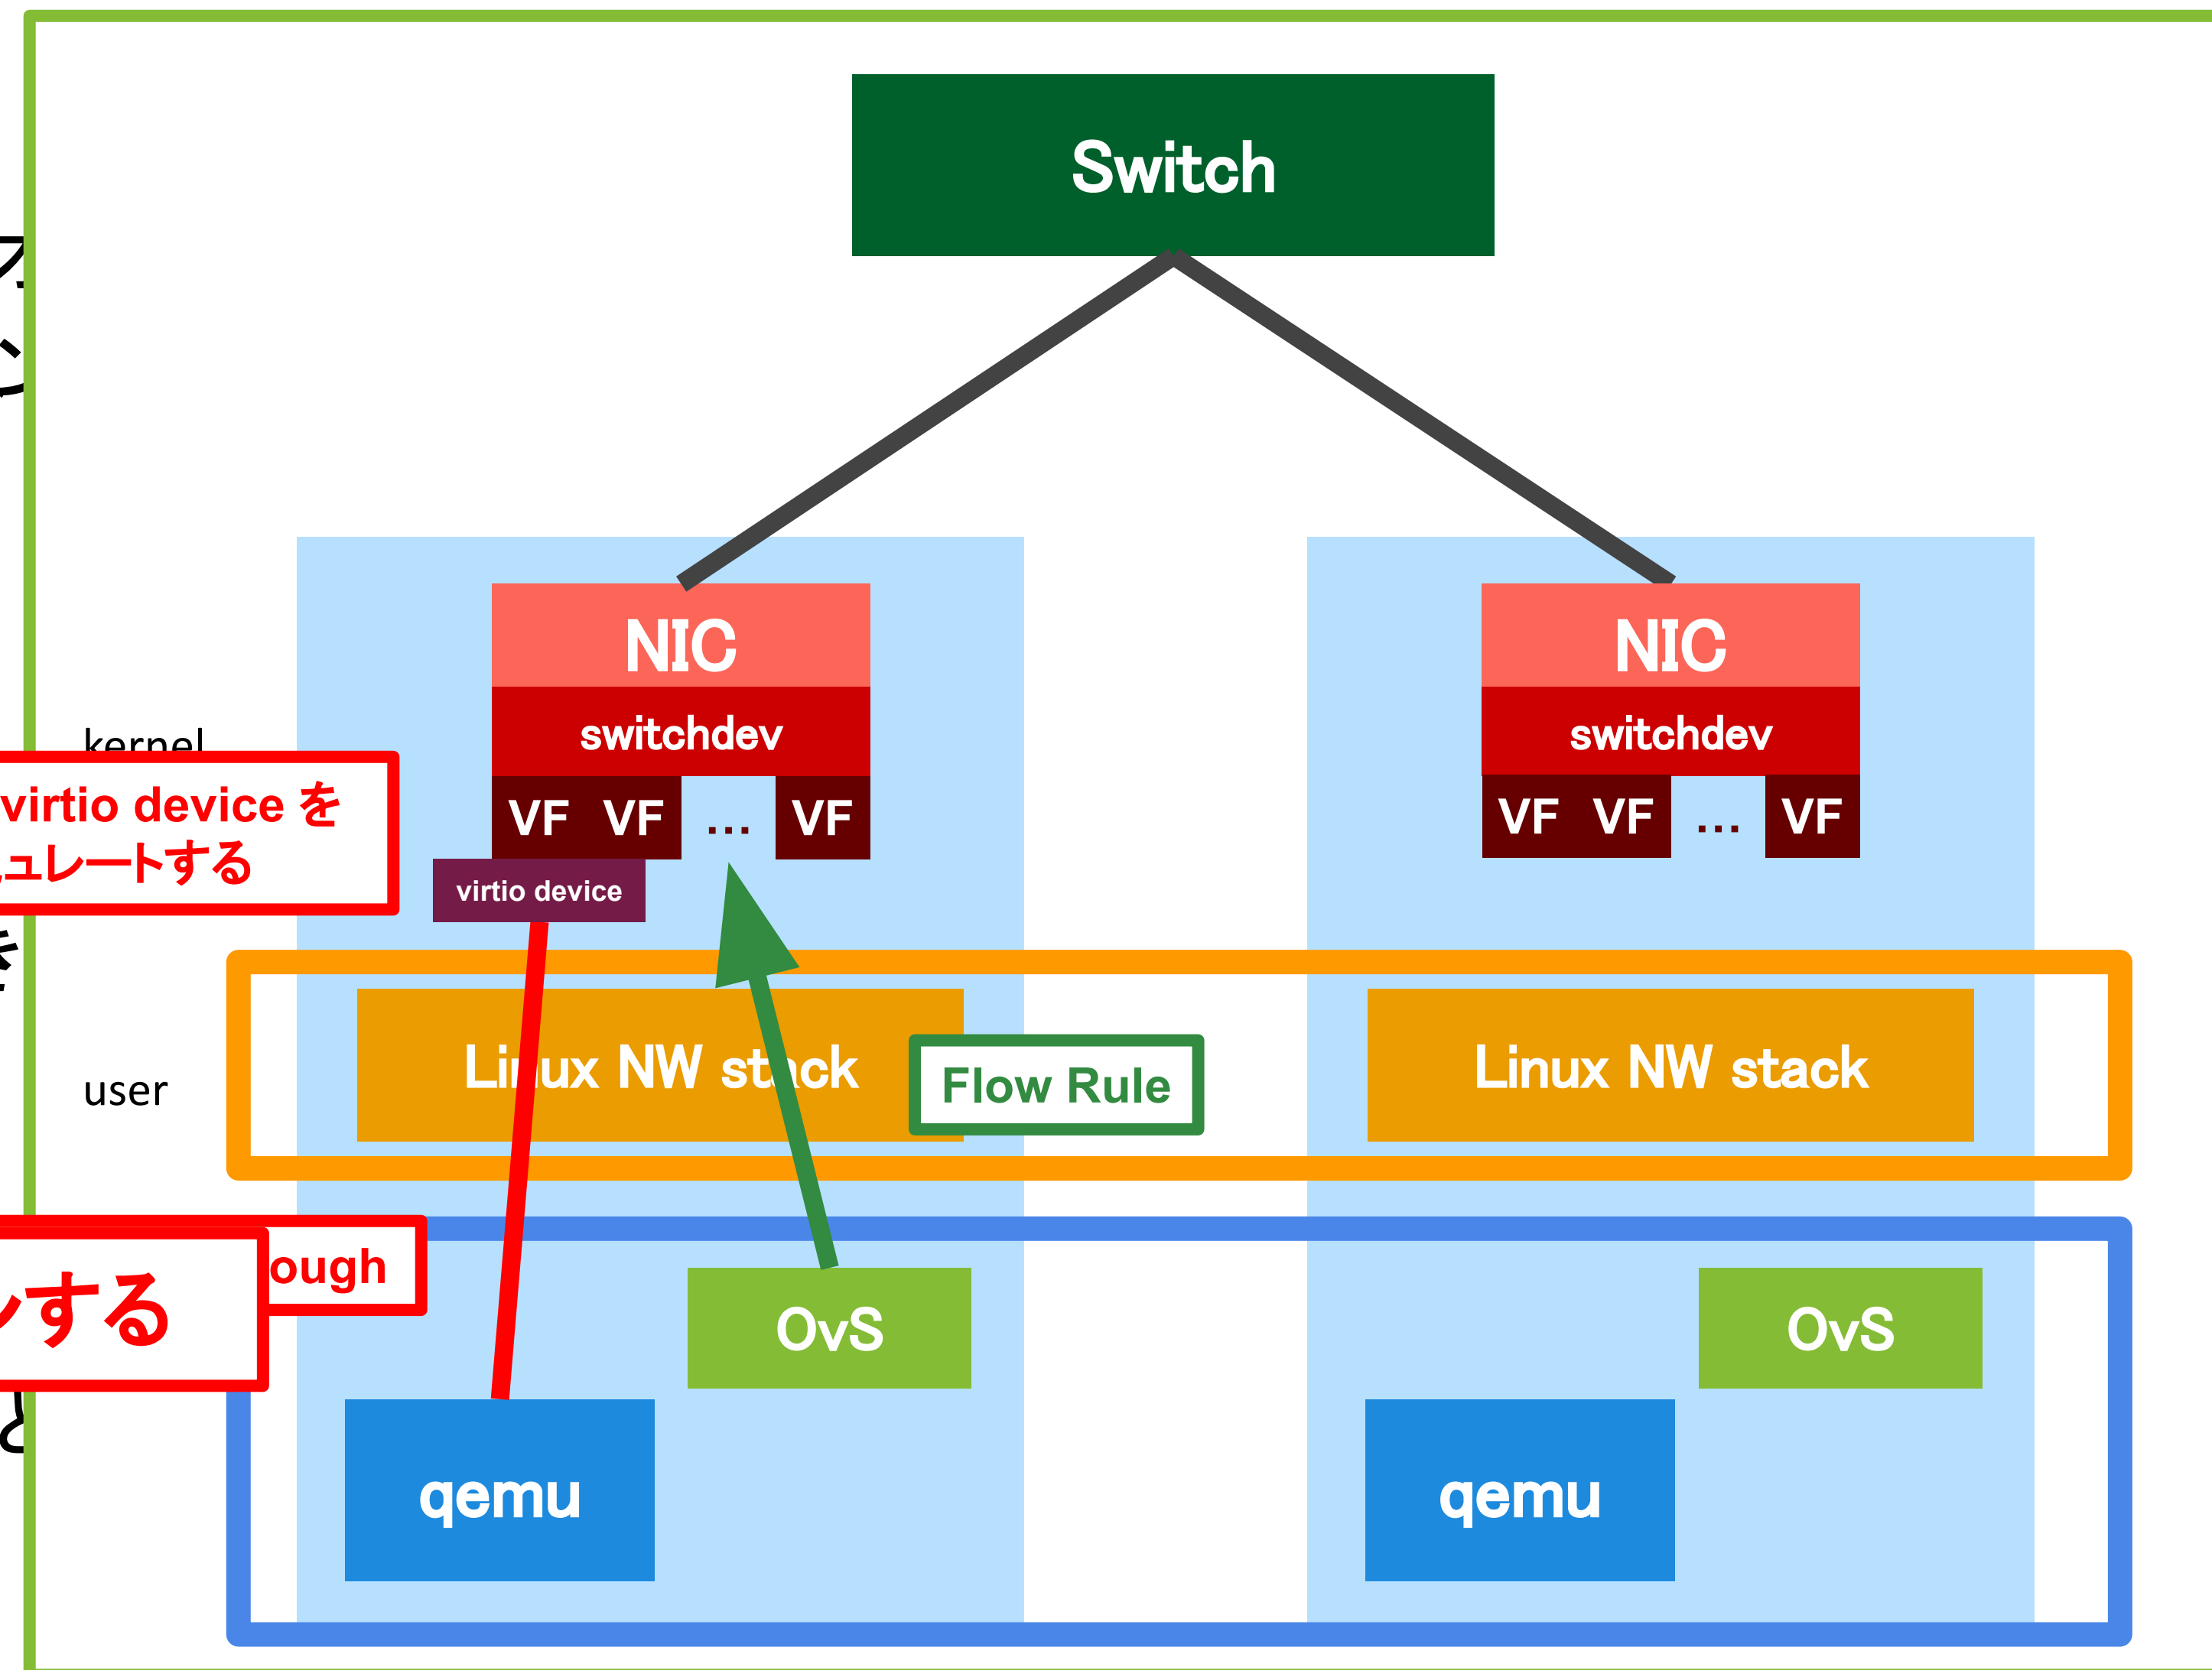 Switch
NIC
NIC
switchdev
switchdev
kernel
VF VF ... VF
VF VF ... VF
virtio device を
ュレートする
virtio device
Linux NW stack
Flow Rule
Linux NW stack
user
ough
する
OvS
OvS
qemu
qemu